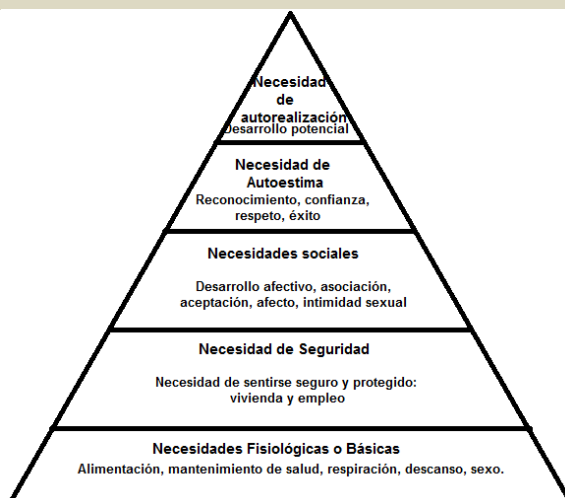 Necesidad
de
autorealización
Desarrollo potencial
Necesidad de
Autoestima
Reconocimiento, confianza,
respeto, éxito
Necesidades sociales
Desarrollo afectivo, asociación,
aceptación, afecto, intimidad sexual
Necesidad de Seguridad
Necesidad de sentirse seguro y protegido:
vivienda y empleo
Necesidades Fisiológicas o Básicas
Alimentación, mantenimiento de salud, respiración, descanso, sexo.